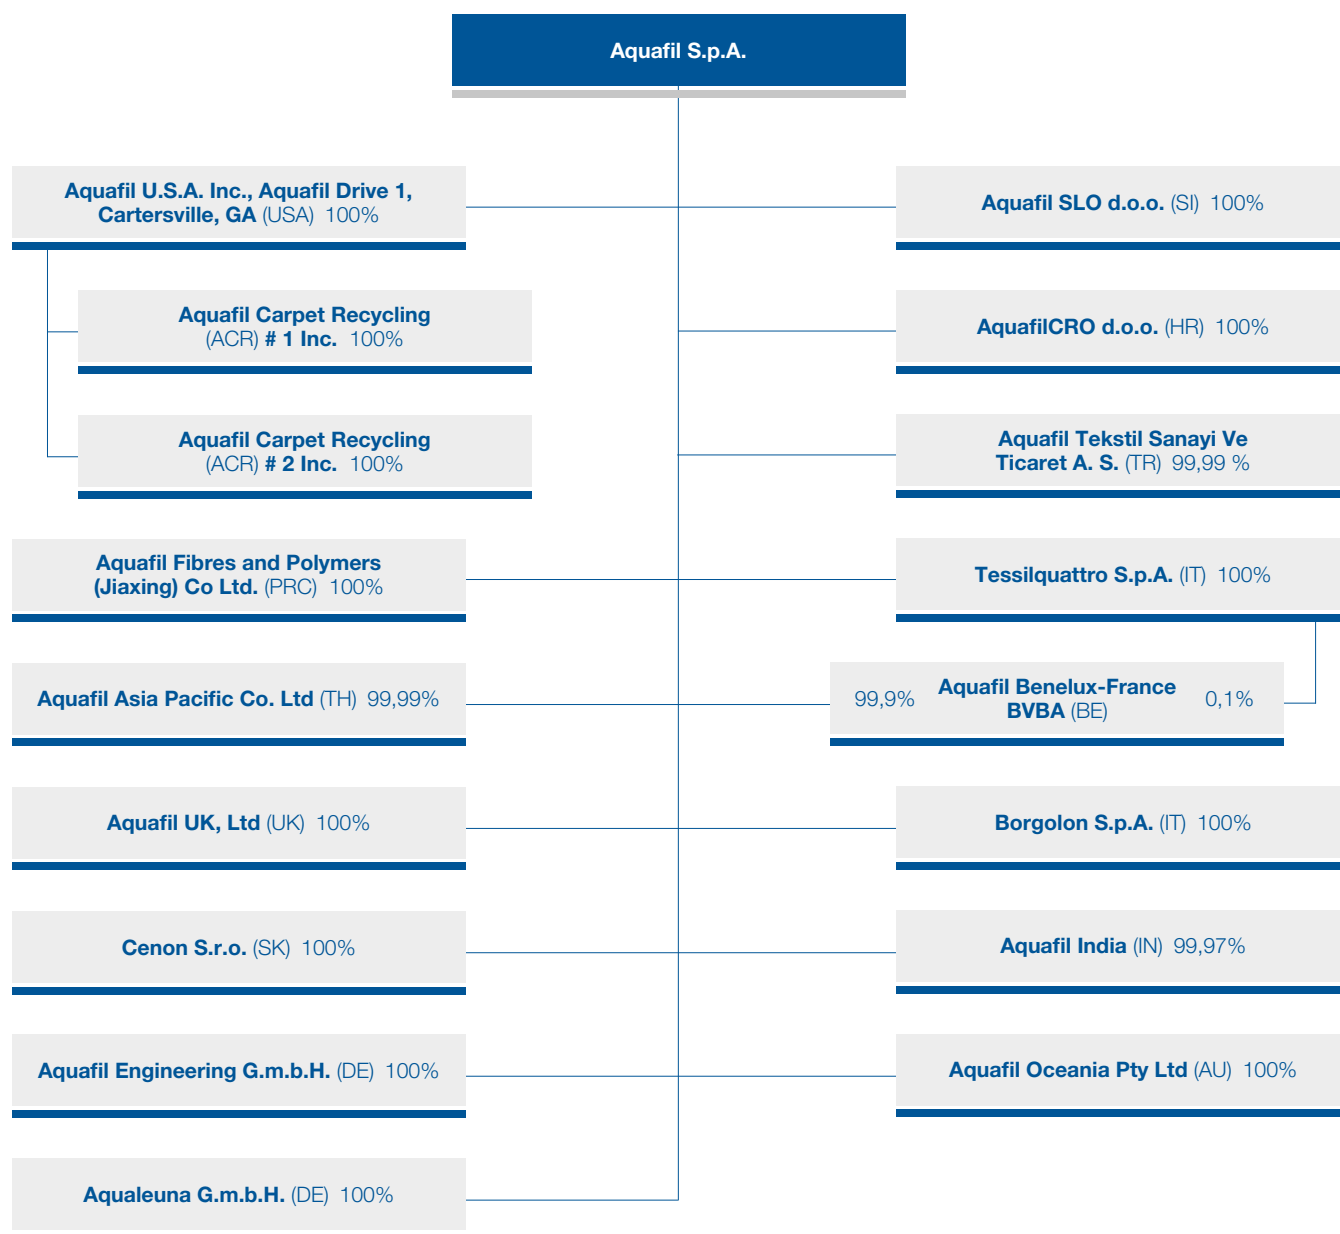 Aquafil S.p.A.
Aquafil U.S.A. Inc., Aquafil Drive 1,
Cartersville, GA (USA) 100%
Aquafil SLO d.o.o. (SI) 100%
Aquafil Carpet Recycling
(ACR) # 1 Inc. 100%
AquafilCRO d.o.o. (HR) 100%
Aquafil Carpet Recycling
(ACR) # 2 Inc. 100%
Aquafil Tekstil Sanayi Ve
Ticaret A. S. (TR) 99,99 %
Aquafil Fibres and Polymers
(Jiaxing) Co Ltd. (PRC) 100%
Tessilquattro S.p.A. (IT) 100%
Aquafil Asia Pacific Co. Ltd (TH) 99,99%
99,9% Aquafil Benelux-France 0,1%
BVBA (BE)
Aquafil UK, Ltd (UK) 100%
Borgolon S.p.A. (IT) 100%
Cenon S.r.o. (SK) 100%
Aquafil India (IN) 99,97%
Aquafil Engineering G.m.b.H. (DE) 100%
Aquafil Oceania Pty Ltd (AU) 100%
Aqualeuna G.m.b.H. (DE) 100%